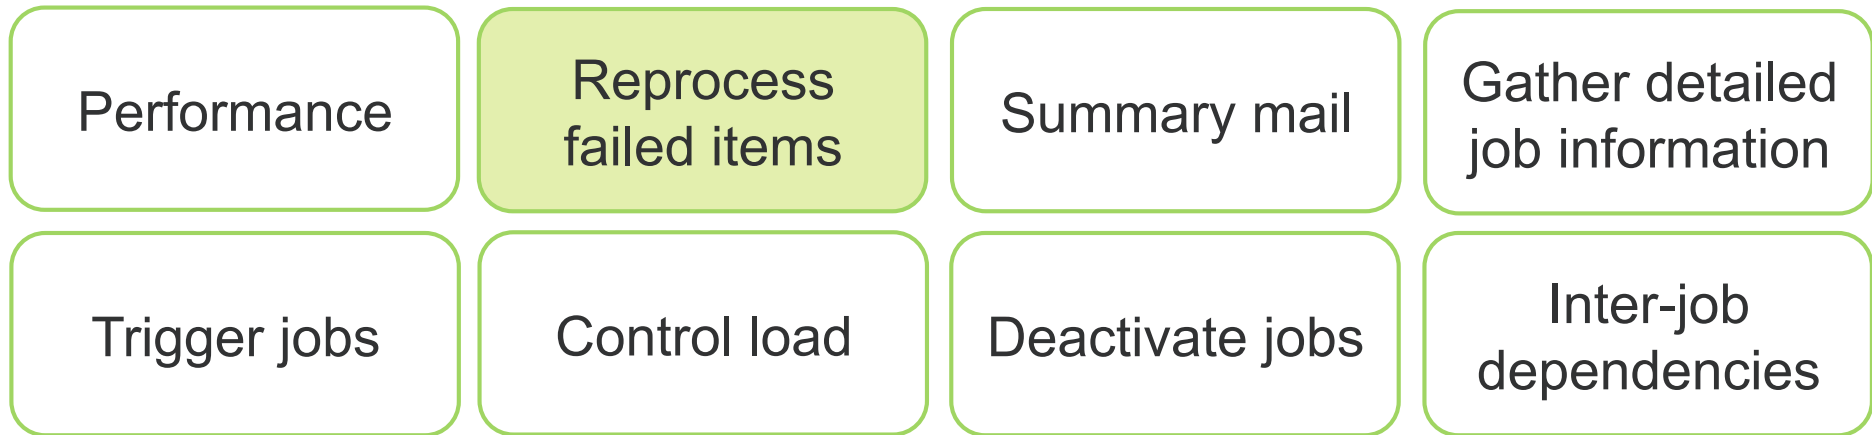 Performance
Reprocess
failed items
Summary mail
Gather detailed
job information
Trigger jobs
Control load
Deactivate jobs
Inter-job
dependencies